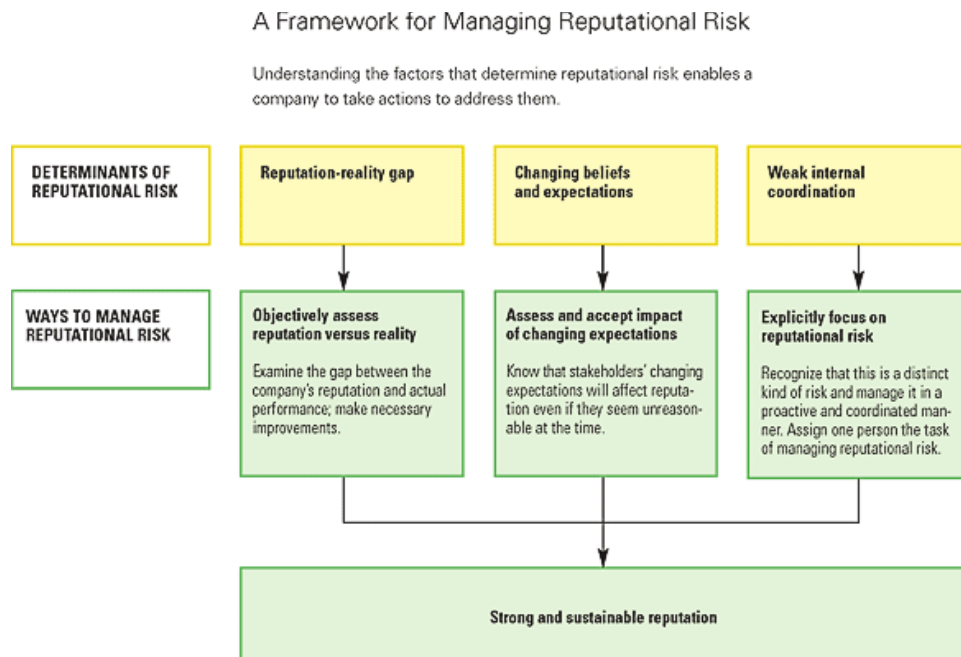 A Framework for Managing Reputational Risk
Understanding the factors that determine reputational risk enables a
company to take actions to address them.
DETERMINANTS OF
REPUTATIONAL RISK
Reputation-reality gap
Changing beliefs
and expectations
Weak internal
coordination
WAYS TO MANAGE
REPUTATIONAL RISK
Objectively assess
reputation versus reality
Examine the gap between
the company's reputation and actual
performance; make necessary
improvements.
Assess and accept impact
of changing expectations
Know that stakeholders' changing
expectations will affect reputa-
tion even if they seem unreason-
able at the time.
Explicitly focus on
reputational risk
Recognize that this is a distinct
kind of risk and manage it in a
proactive and coordinated man-
ner. Assign one person the task
of managing reputational risk.
Strong and sustainable reputation